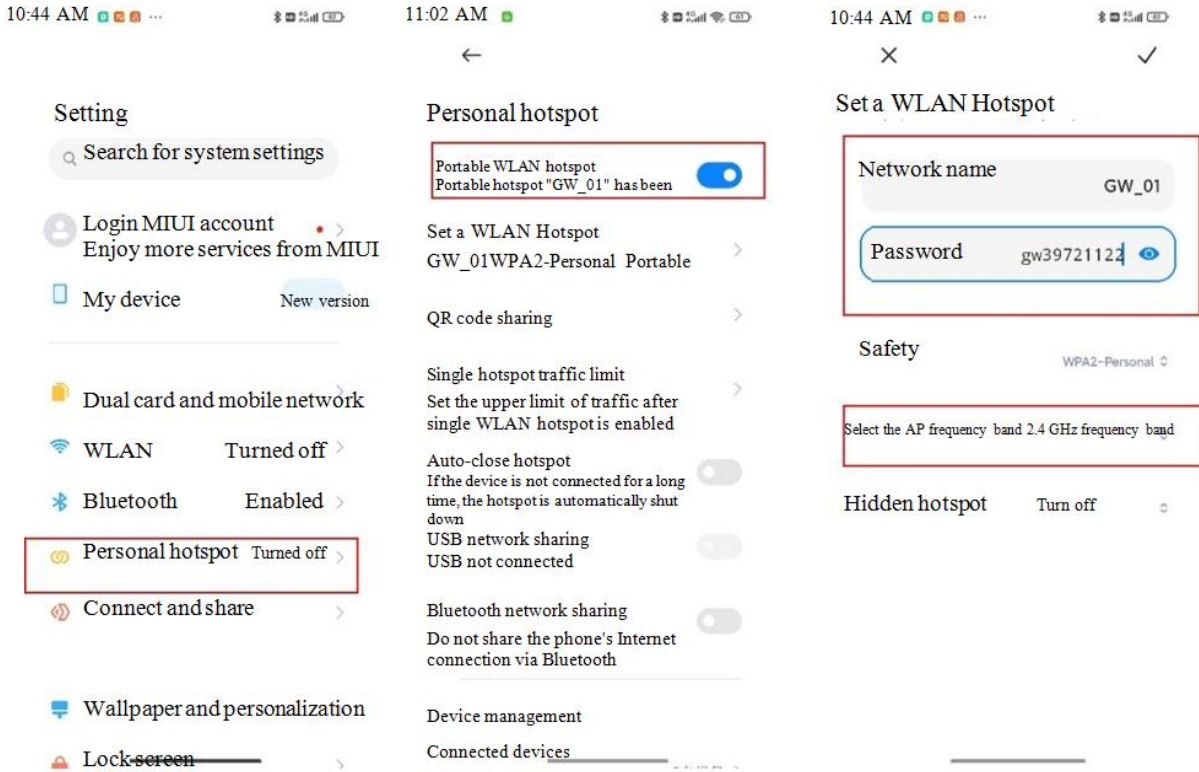 10:44 AM
Setting
Search for system settings
Login MIUI account
Enjoy more services from MIUI
My device New version
Dual card and mobile network
WLAN Turned off
Bluetooth Enabled
Personal hotspot Turned off
Connect and share
Wallpaper and personalization
Lock screen
11:02 AM
Personal hotspot
Portable WLAN hotspot
Portable hotspot "GW_01" has been
Set a WLAN Hotspot
GW_01WPA2-Personal Portable
QR code sharing
Single hotspot traffic limit
Set the upper limit of traffic after
single WLAN hotspot is enabled
Auto-close hotspot
If the device is not connected for a long
time, the hotspot is automatically shut
down
USB network sharing
USB not connected
Bluetooth network sharing
Do not share the phone's Internet
connection via Bluetooth
Device management
Connected devices
10:44 AM
Set a WLAN Hotspot
Network name GW_01
Password gw39721122
Safety WPA2-Personal
Select the AP frequency band 2.4 GHz frequency band
Hidden hotspot Turn off